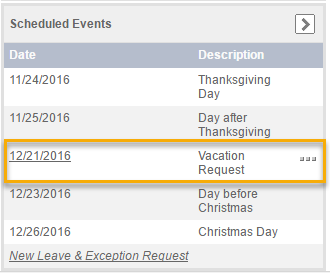 Scheduled Events
Date Description
11/24/2016 Thanksgiving
Day
11/25/2016 Day after
Thanksgiving
12/21/2016 Vacation
Request
12/23/2016 Day before
Christmas
12/26/2016 Christmas Day
New Leave & Exception Request